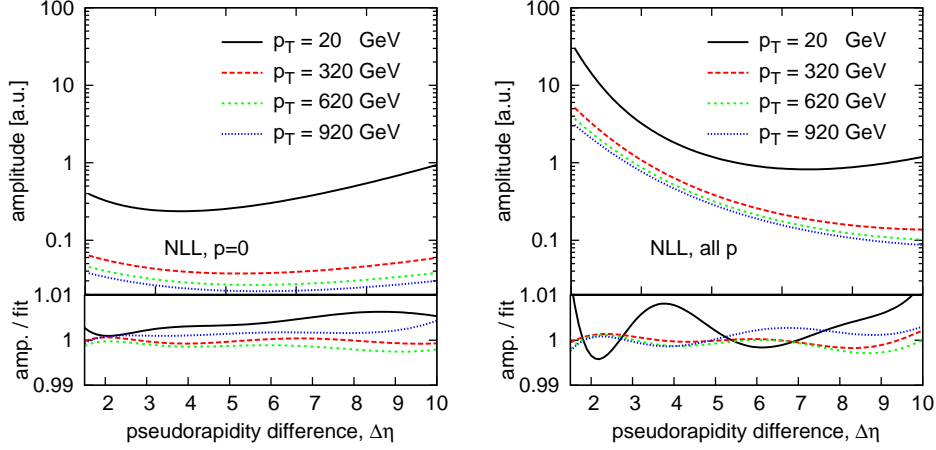 100
10
1
0.1
amplitude [a.u.]
p_T = 20 GeV
p_T = 320 GeV
p_T = 620 GeV
p_T = 920 GeV
NLL, p=0
1.01
1
0.99
amp. / fit
2 3 4 5 6 7 8 9 10
pseudorapidity difference, Δη
100
10
1
0.1
amplitude [a.u.]
p_T = 20 GeV
p_T = 320 GeV
p_T = 620 GeV
p_T = 920 GeV
NLL, all p
1.01
1
0.99
amp. / fit
2 3 4 5 6 7 8 9 10
pseudorapidity difference, Δη